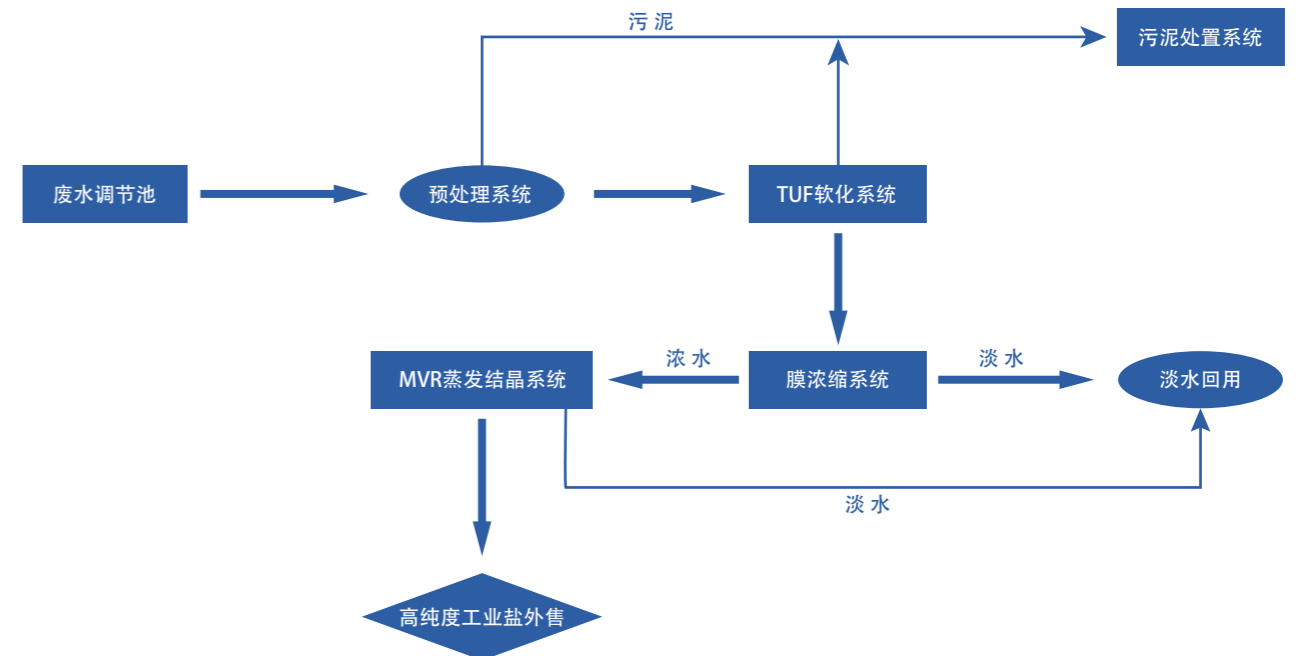 污泥
污泥处置系统
废水调节池
预处理系统
TUF软化系统
浓水
淡水
MVR蒸发结晶系统
膜浓缩系统
淡水回用
淡水
高纯度工业盐外售